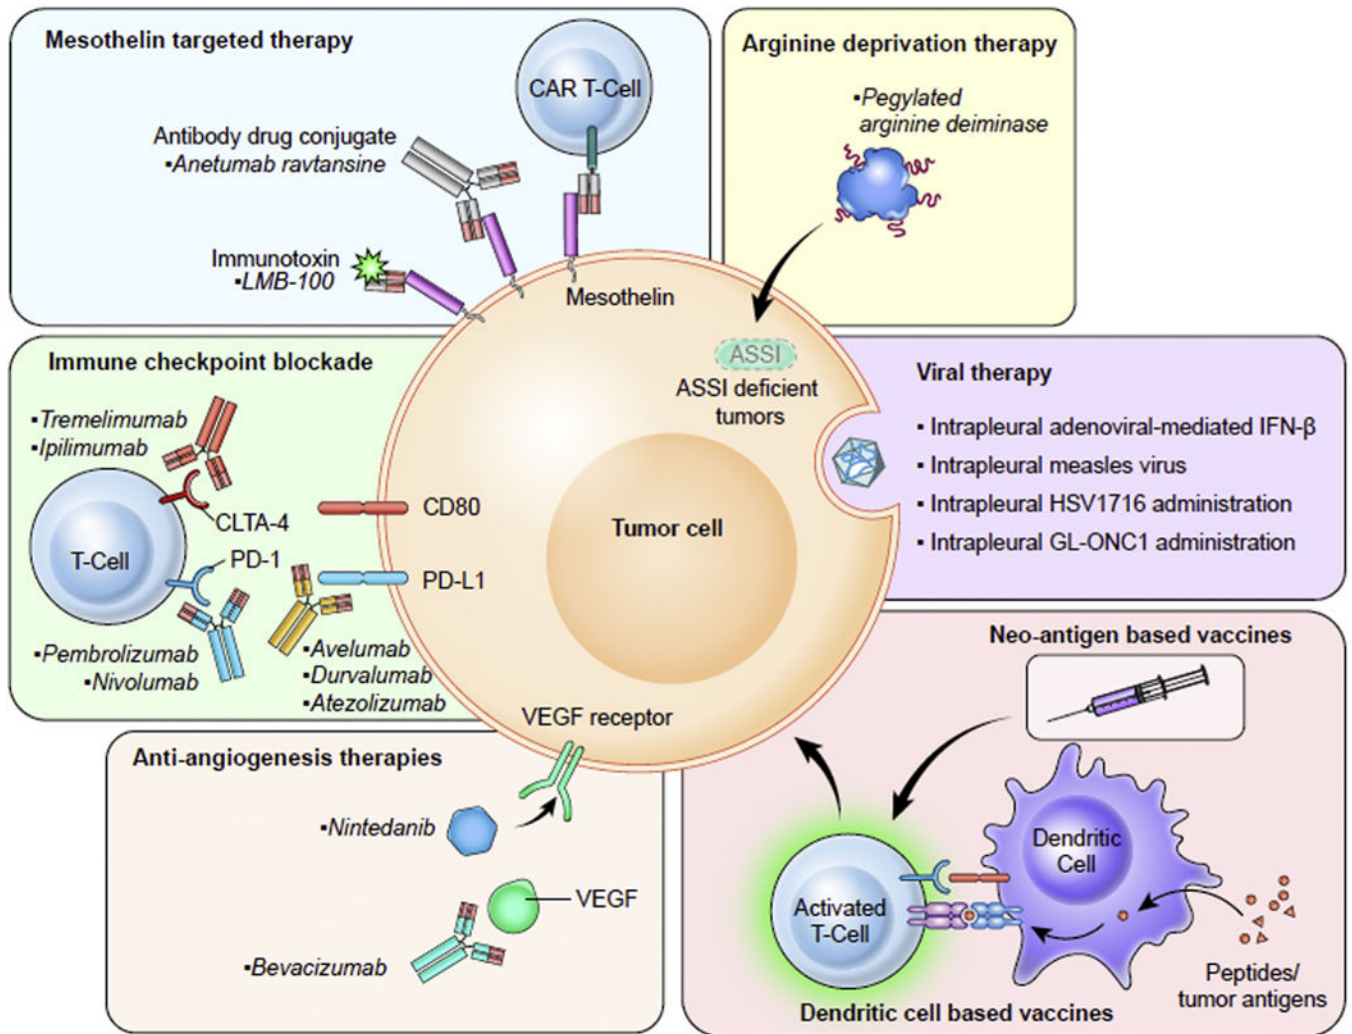 Mesothelin targeted therapy
CAR T-Cell
Antibody drug conjugate
▪Anetumab ravtansine
Immunotoxin
▪LMB-100
Mesothelin
Arginine deprivation therapy
▪Pegylated
arginine deiminase
ASSI
ASSI deficient
tumors
Immune checkpoint blockade
▪Tremelimumab
▪Ipilimumab
CLTA-4
T-Cell
PD-1
CD80
PD-L1
▪Pembrolizumab
▪Nivolumab
▪Avelumab
▪Durvalumab
▪Atezolizumab
Tumor cell
Viral therapy
▪ Intrapleural adenoviral-mediated IFN-β
▪ Intrapleural measles virus
▪ Intrapleural HSV1716 administration
▪ Intrapleural GL-ONC1 administration
VEGF receptor
Anti-angiogenesis therapies
▪Nintedanib
VEGF
▪Bevacizumab
Neo-antigen based vaccines
Dendritic
Cell
Activated
T-Cell
Peptides/
tumor antigens
Dendritic cell based vaccines